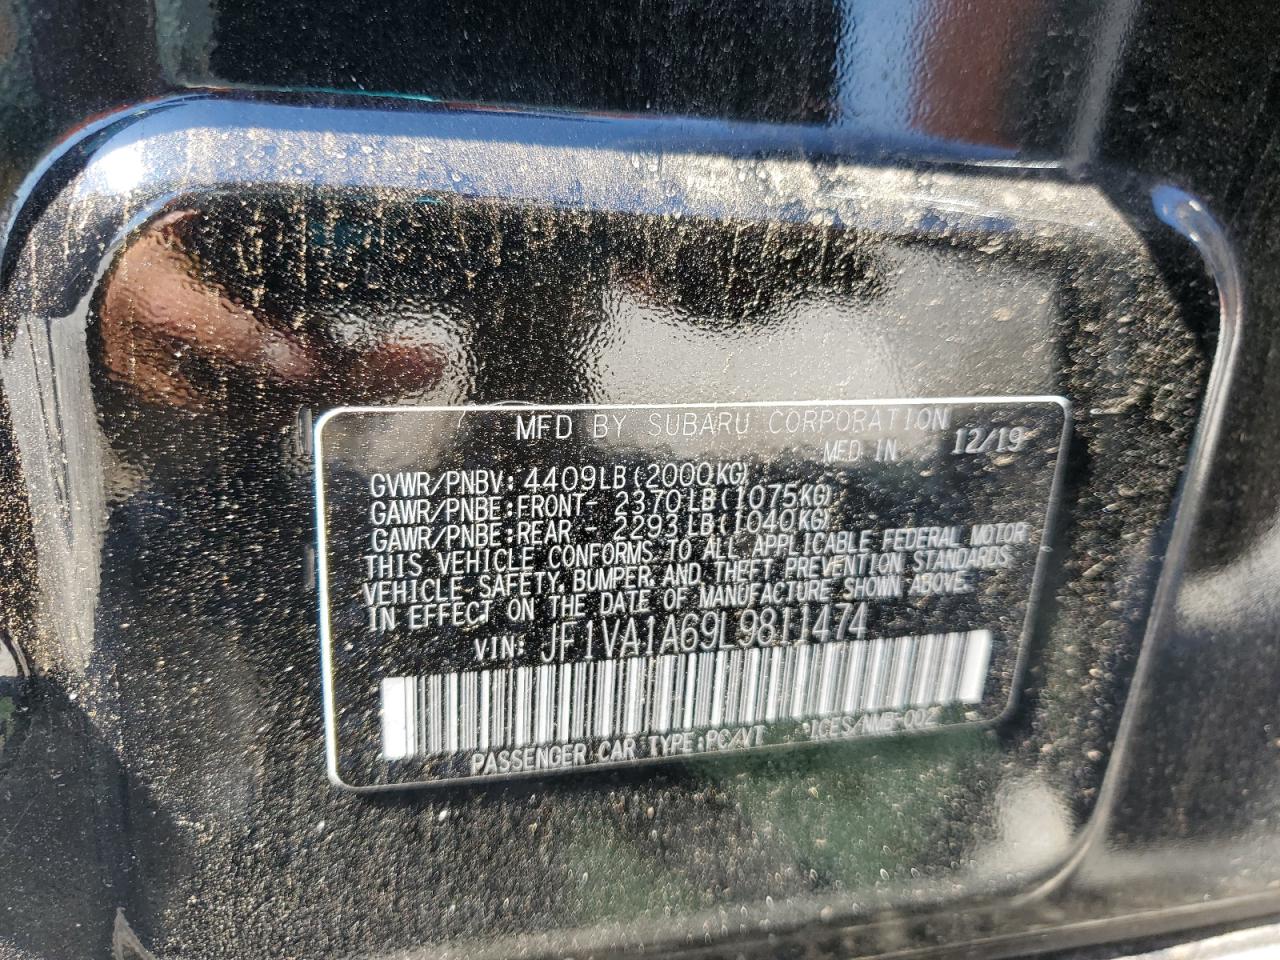 MFD BY SUBARU CORPORATION
MFD IN 12/19
GVWR/PNBV: 4409LB (2000KG)
GAWR/PNBE: FRONT- 2370LB (1075KG)
GAWR/PNBE: REAR - 2293LB (1040KG)
THIS VEHICLE CONFORMS TO ALL APPLICABLE FEDERAL MOTOR
VEHICLE SAFETY, BUMPER, AND THEFT PREVENTION STANDARDS
IN EFFECT ON THE DATE OF MANUFACTURE SHOWN ABOVE.
VIN: JF1VA1A69L9811474
PASSENGER CAR TYPE:PC/VT ICES/NMB-002